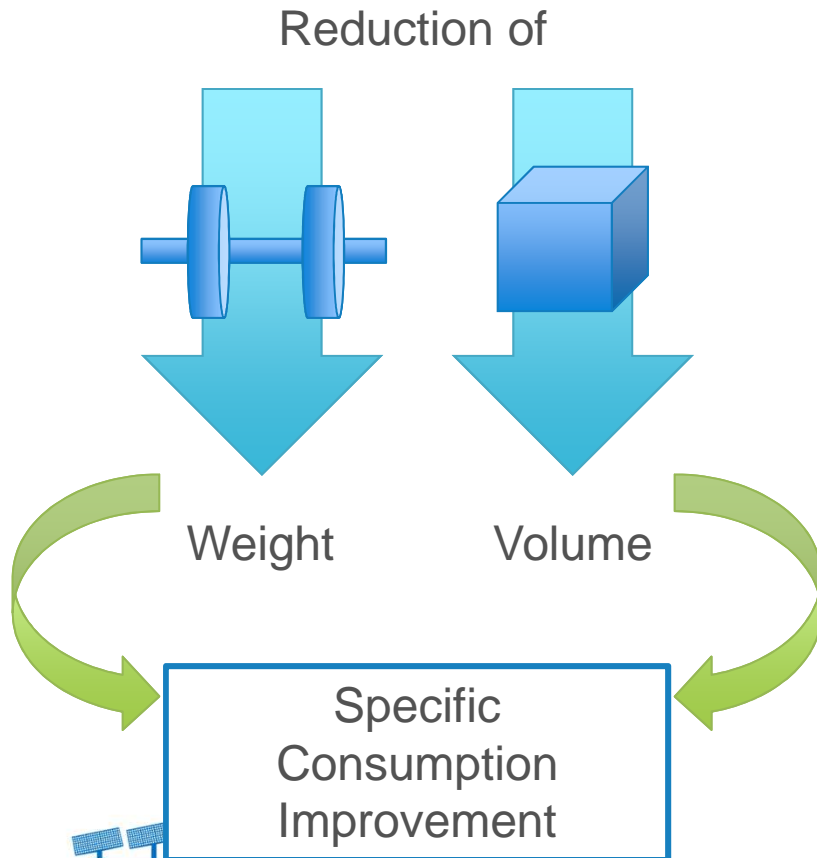 Reduction of
Weight
Volume
Specific
Consumption
Improvement